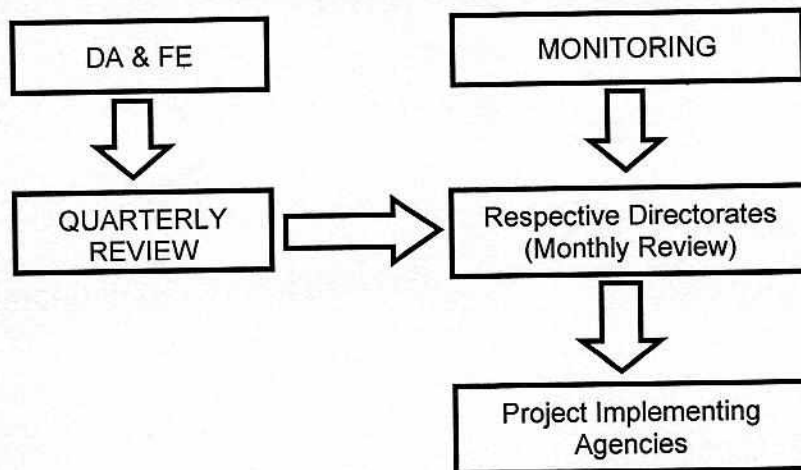 DA & FE
MONITORING
QUARTERLY
REVIEW
Respective Directorates
(Monthly Review)
Project Implementing
Agencies